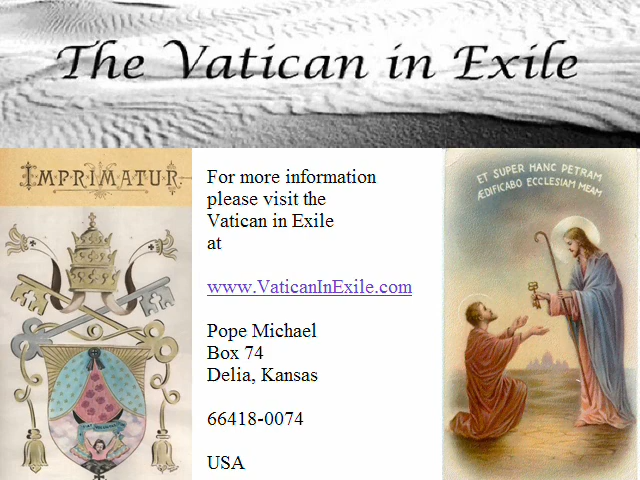 The Vatican in Exile
IMPRIMATUR
For more information
please visit the
Vatican in Exile
at
www.VaticanInExile.com
Pope Michael
Box 74
Delia, Kansas
66418-0074
USA
ET SUPER HANC PETRAM
ÆDIFICABO ECCLESIAM MEAM